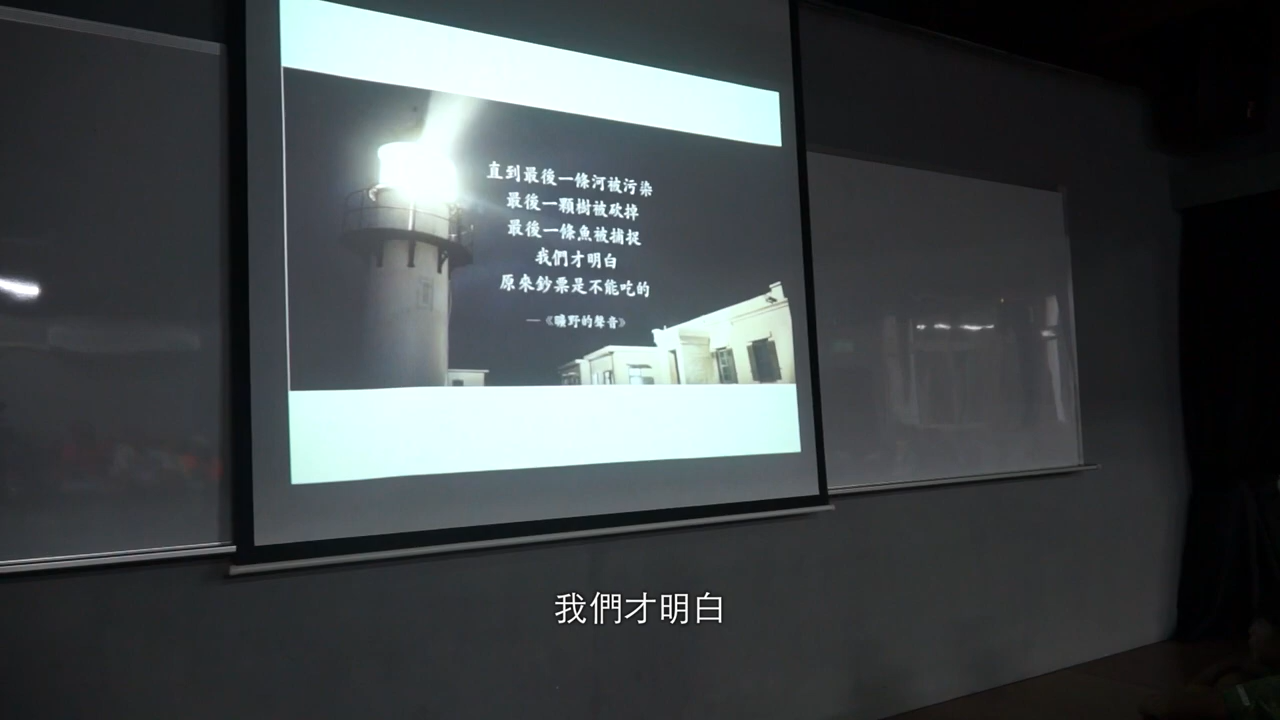 直到最後一條河被污染
最後一顆樹被砍掉
最後一條魚被捕捉
我們才明白
原來鈔票是不能吃的
—《曠野的聲音》
我們才明白